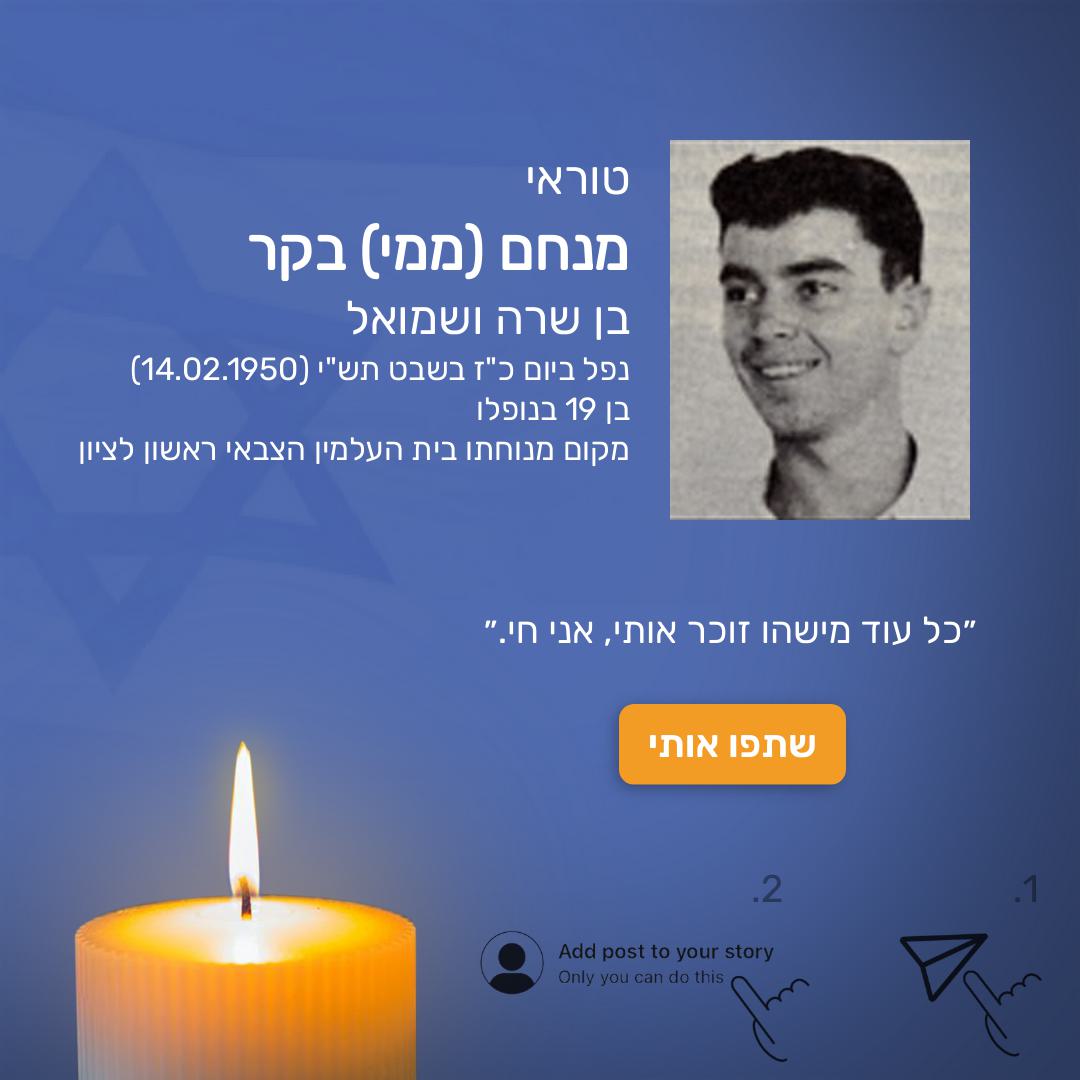 טוראי
מנחם (ממי) בקר
בן שרה ושמואל
נפל ביום כ"ז בשבט תש"י (14.02.1950)
בן 19 בנופלו
מקום מנוחתו בית העלמין הצבאי ראשון לציון
״כל עוד מישהו זוכר אותי, אני חי.״
שתפו אותי
1.
2.
Add post to your story
Only you can do this